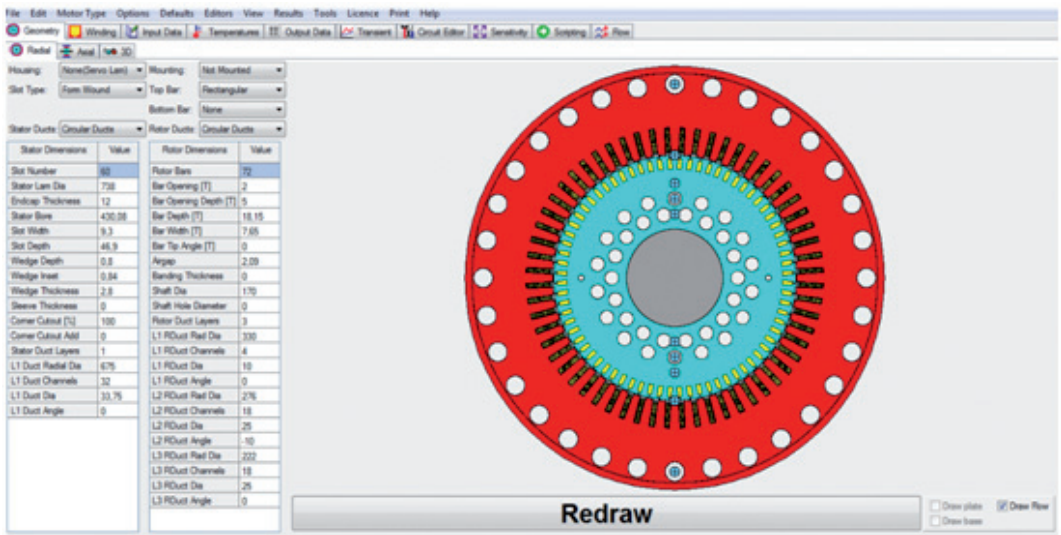 File Edit Motor Type Options Defaults Editors View Results Tools Licence Print Help
Geometry Winding Input Data Temperatures Output Data Transient Circuit Editor Sensitivity Scripting Flow
Radial Axial 3D
Housing: None(Servo Lam) Mounting: Not Mounted
Slot Type: Form Wound Top Bar: Rectangular
Bottom Bar: None
Stator Ducts: Circular Ducts Rotor Ducts: Circular Ducts
Stator Dimensions Value Rotor Dimensions Value
Slot Number 60 Rotor Bars 72
Stator Lam Dia 738 Bar Opening [T] 2
Endcap Thickness 12 Bar Opening Depth [T] 5
Stator Bore 430,08 Bar Depth [T] 18,15
Slot Width 9,3 Bar Width [T] 7,65
Slot Depth 46,9 Bar Tip Angle [T] 0
Wedge Depth 0,8 Airgap 2,09
Wedge Inset 0,84 Banding Thickness 0
Wedge Thickness 2,8 Shaft Dia 170
Sleeve Thickness 0 Shaft Hole Diameter 0
Corner Cutout [%] 100 Rotor Duct Layers 3
Corner Cutout Add 0 L1 RDuct Rad Dia 330
Stator Duct Layers 1 L1 RDuct Channels 4
L1 Duct Radial Dia 675 L1 RDuct Dia 10
L1 Duct Channels 32 L1 RDuct Angle 0
L1 Duct Dia 33,75 L2 RDuct Rad Dia 276
L1 Duct Angle 0 L2 RDuct Channels 18
L2 RDuct Dia 25
L2 RDuct Angle -10
L3 RDuct Rad Dia 222
L3 RDuct Channels 18
L3 RDuct Dia 25
L3 RDuct Angle 0
Redraw
Draw plate Draw Flow
Draw base